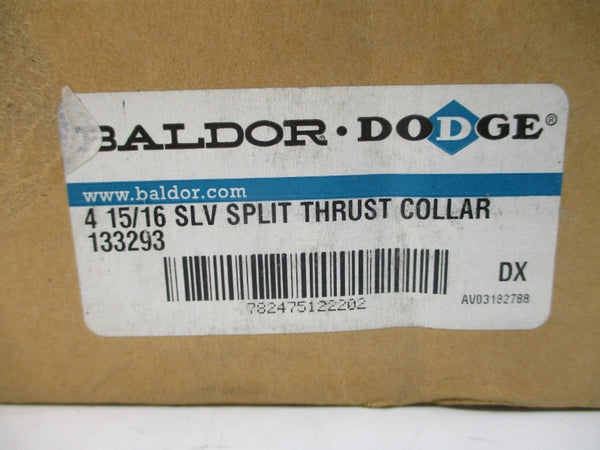 BALDOR · DODGE®
www.baldor.com
4 15/16 SLV SPLIT THRUST COLLAR
133293
782475122202
DX
AV03182788